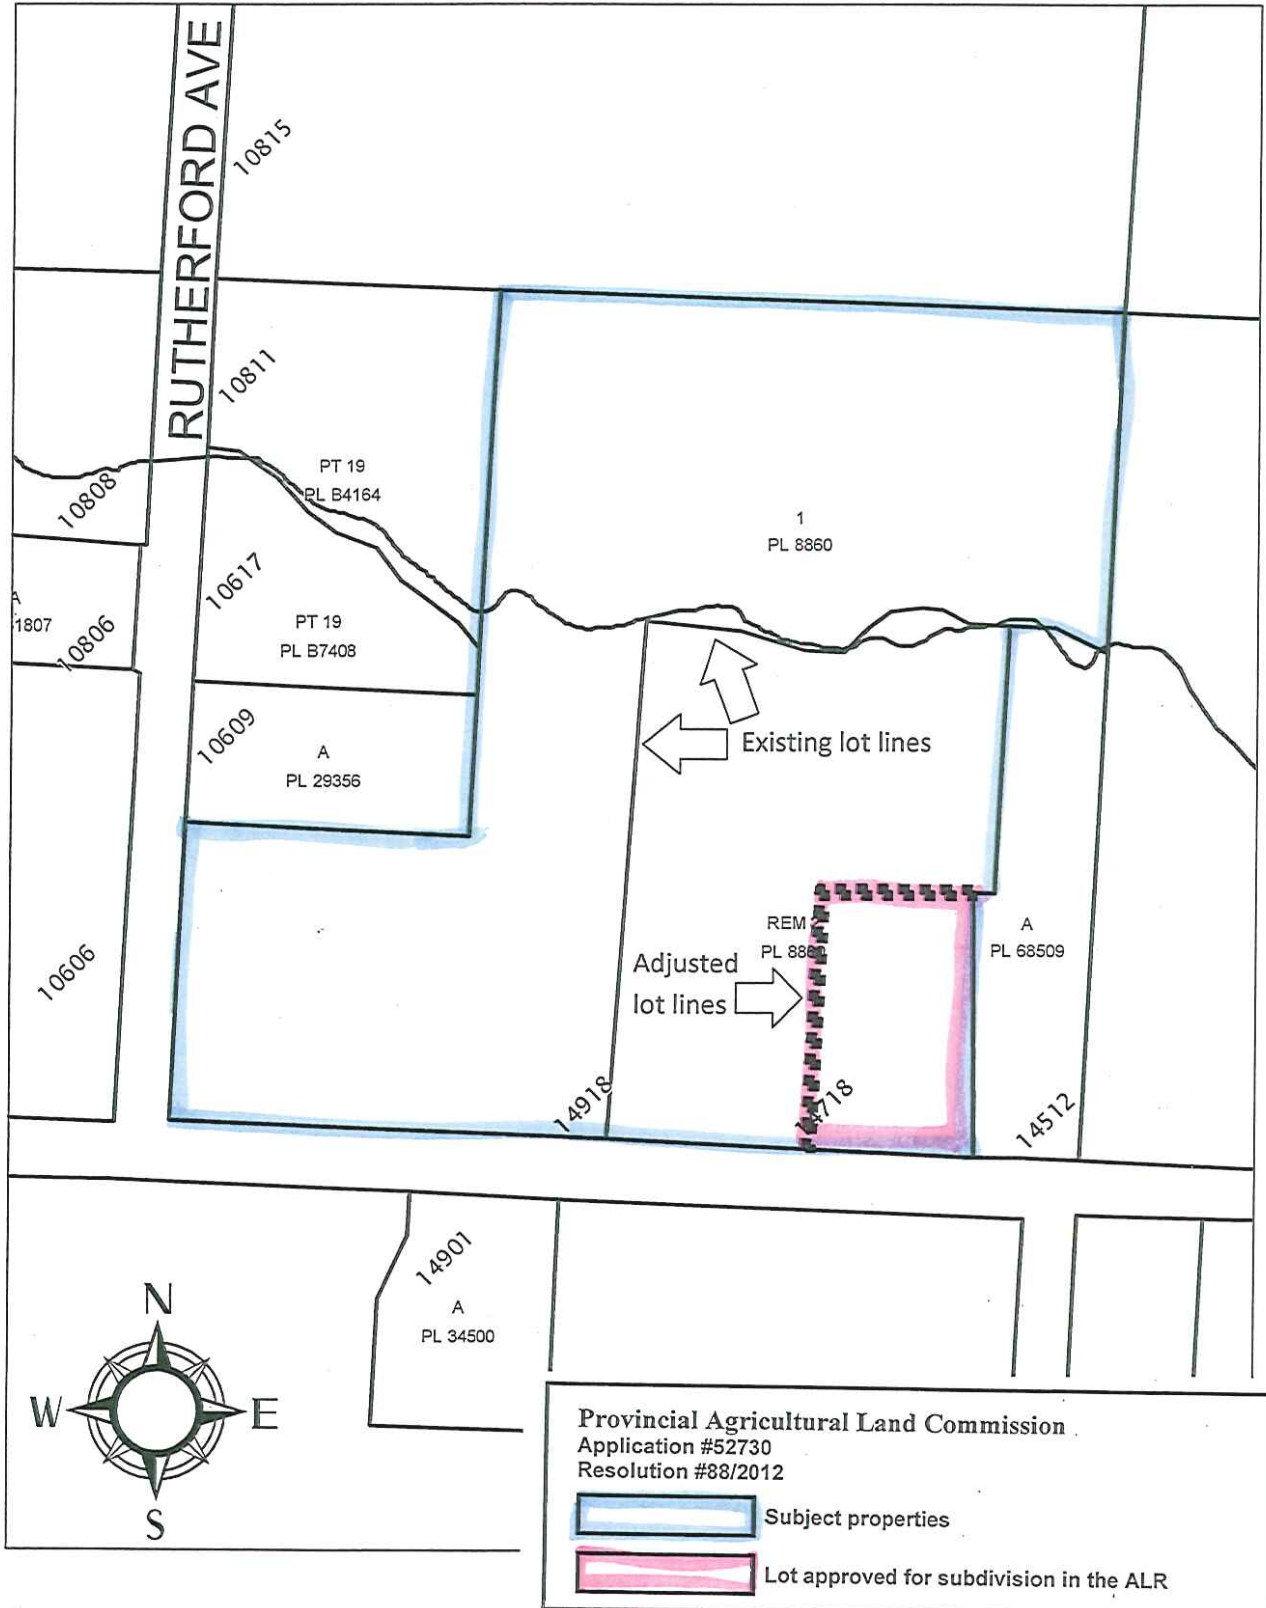 RUTHERFORD AVE
10815
10811
PT 19
PL B4164
10808
1
PL 8860
10617
A
1807
10806
PT 19
PL B7408
10609
A
PL 29356
Existing lot lines
10606
REM
A
PL 68509
Adjusted
lot lines
14918
14718
14512
14901
A
PL 34500
N
W
E
S
Provincial Agricultural Land Commission
Application #52730
Resolution #88/2012
Subject properties
Lot approved for subdivision in the ALR